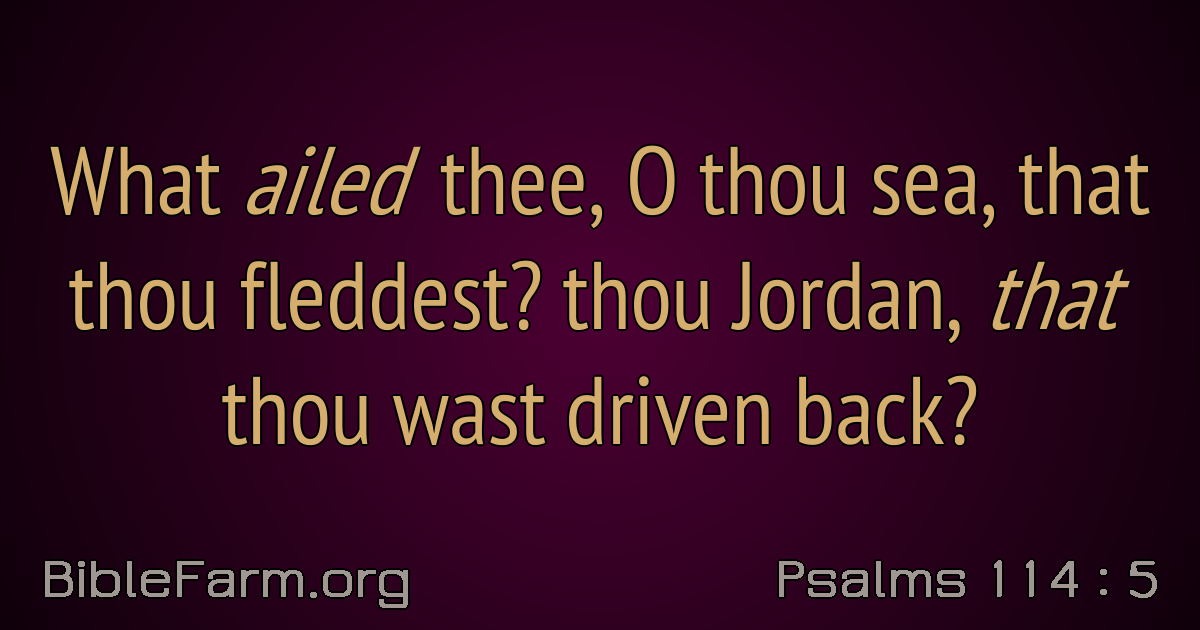 What ailed thee, O thou sea, that
thou fleddest? thou Jordan, that
thou wast driven back?
BibleFarm.org
Psalms 114 : 5